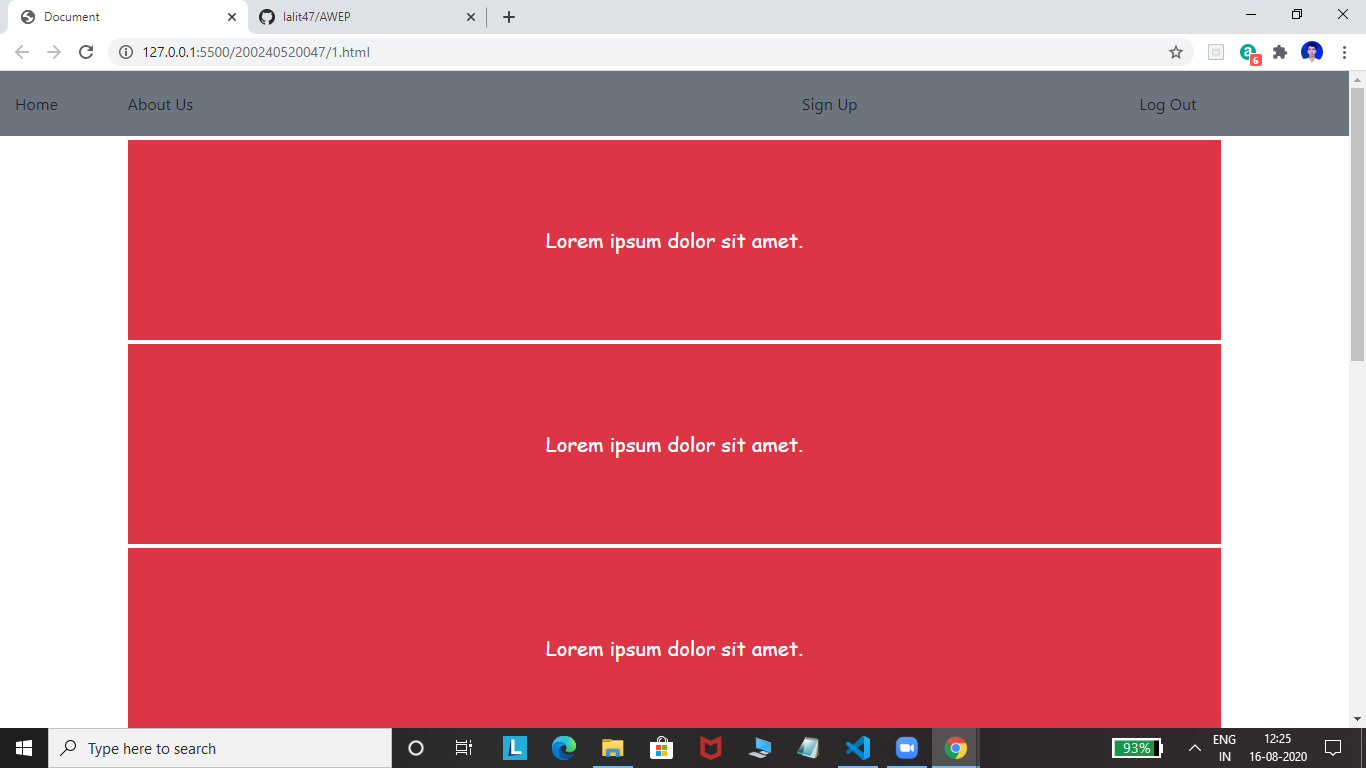 Document
lalit47/AWEP
127.0.0.1:5500/200240520047/1.html
a
6
Home About Us Sign Up Log Out
Lorem ipsum dolor sit amet.
Lorem ipsum dolor sit amet.
Lorem ipsum dolor sit amet.
Type here to search
L
93%
ENG
IN
12:25
16-08-2020